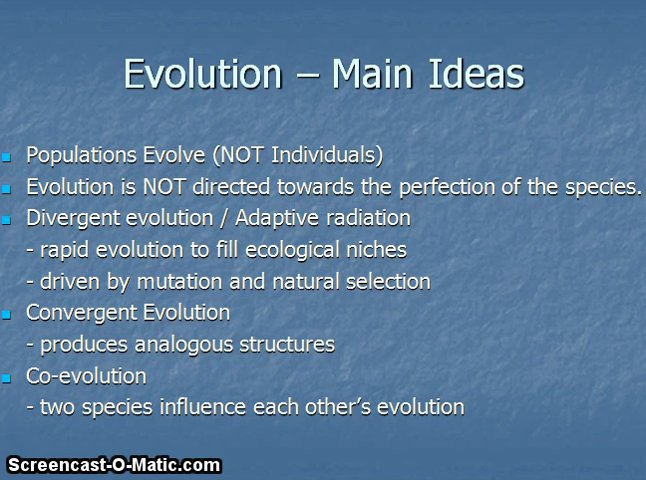 Evolution – Main Ideas
Populations Evolve (NOT Individuals)
Evolution is NOT directed towards the perfection of the species.
Divergent evolution / Adaptive radiation
- rapid evolution to fill ecological niches
- driven by mutation and natural selection
Convergent Evolution
- produces analogous structures
Co-evolution
- two species influence each other’s evolution
Screencast-O-Matic.com